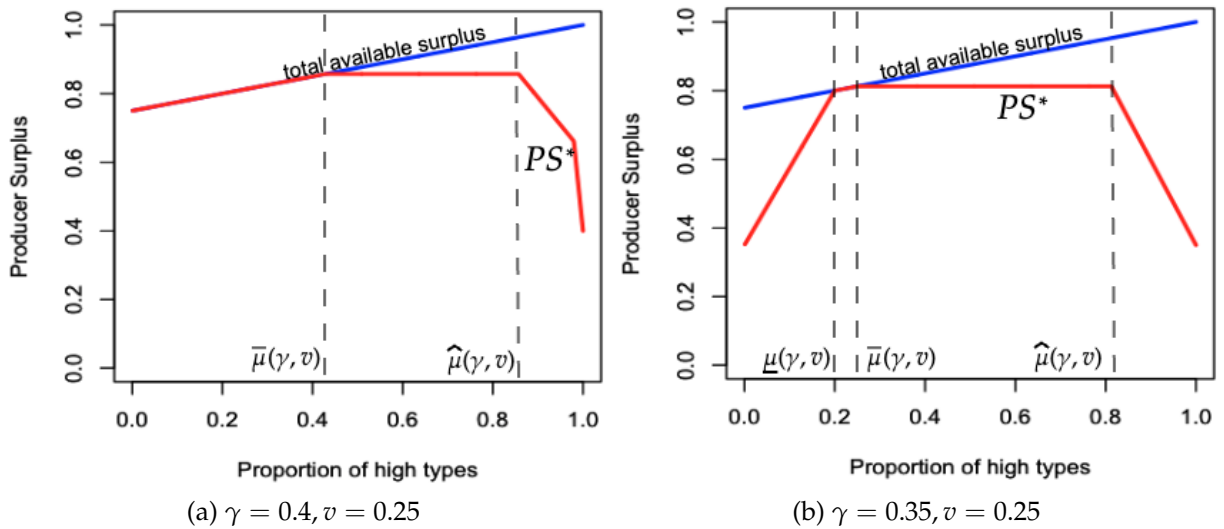 Producer Surplus
1.0
0.8
0.6
0.4
0.2
0.0
total available surplus
PS*
μ̅(γ, v)
μ̂(γ, v)
0.0 0.2 0.4 0.6 0.8 1.0
Proportion of high types
(a) γ = 0.4, v = 0.25
Producer Surplus
1.0
0.8
0.6
0.4
0.2
0.0
total available surplus
PS*
μ̲(γ, v)
μ̅(γ, v)
μ̂(γ, v)
0.0 0.2 0.4 0.6 0.8 1.0
Proportion of high types
(b) γ = 0.35, v = 0.25